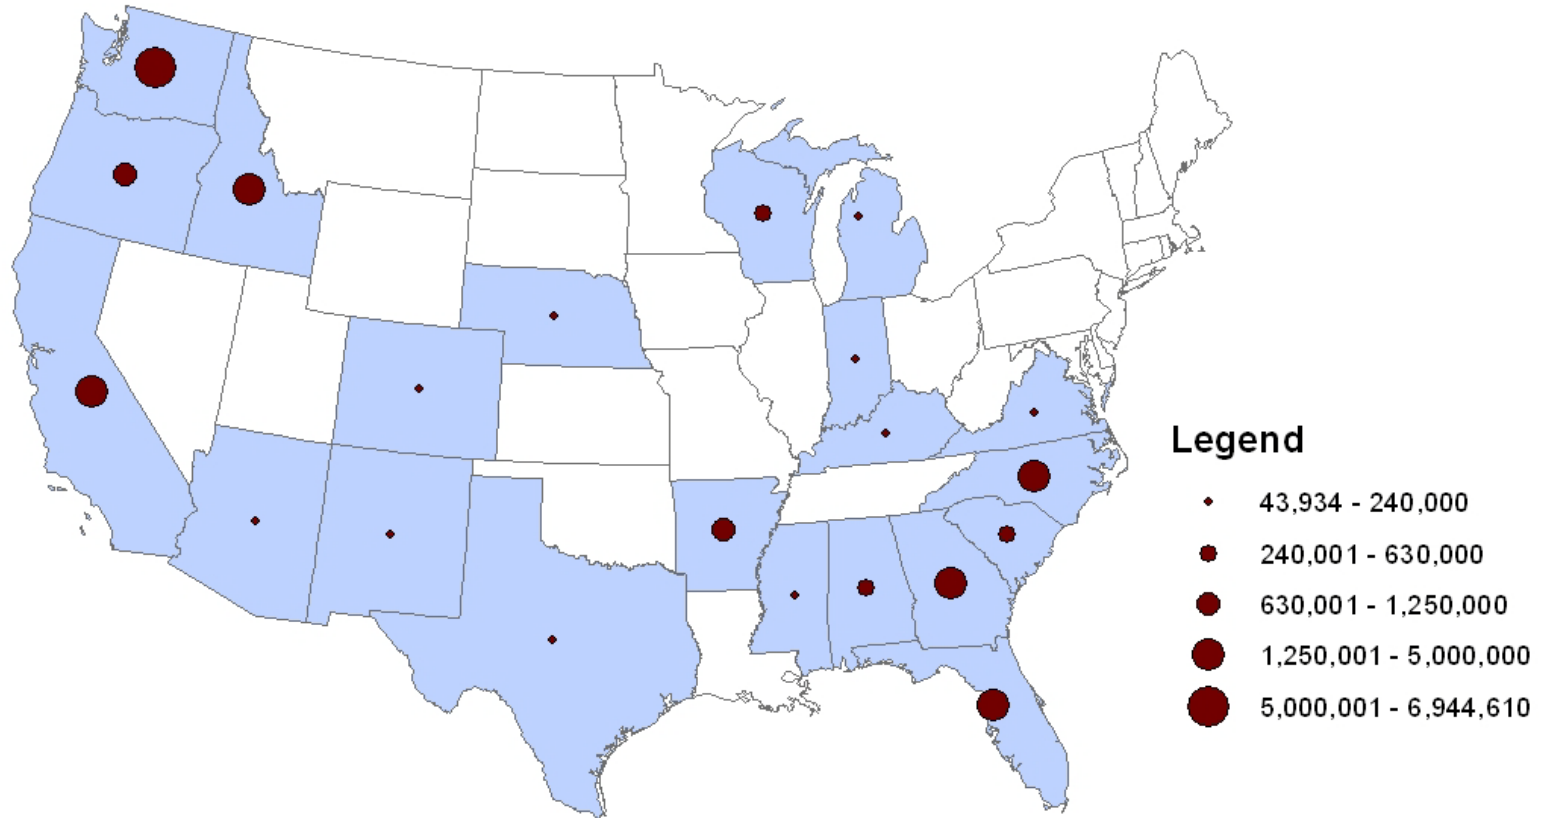 Legend
43,934 - 240,000
240,001 - 630,000
630,001 - 1,250,000
1,250,001 - 5,000,000
5,000,001 - 6,944,610